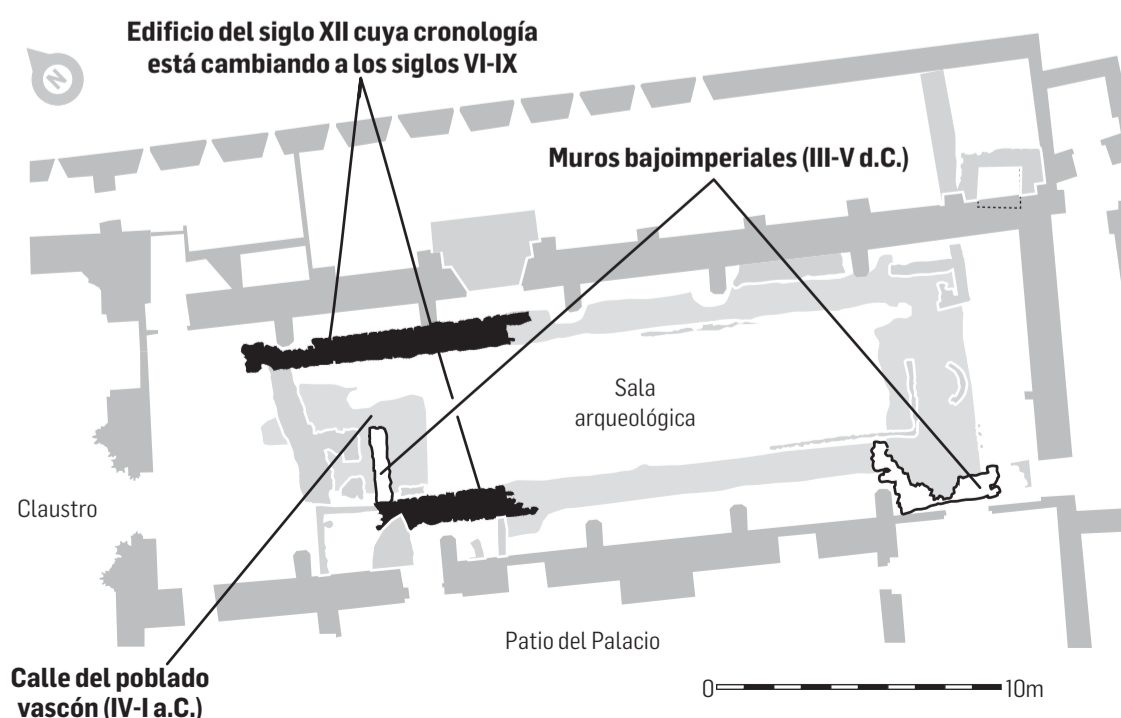 Edificio del siglo XII cuya cronología
está cambiando a los siglos VI-IX
N
Muros bajoimperiales (III-V d.C.)
Sala
arqueológica
Claustro
Patio del Palacio
Calle del poblado
vascón (IV-I a.C.)
0 10m